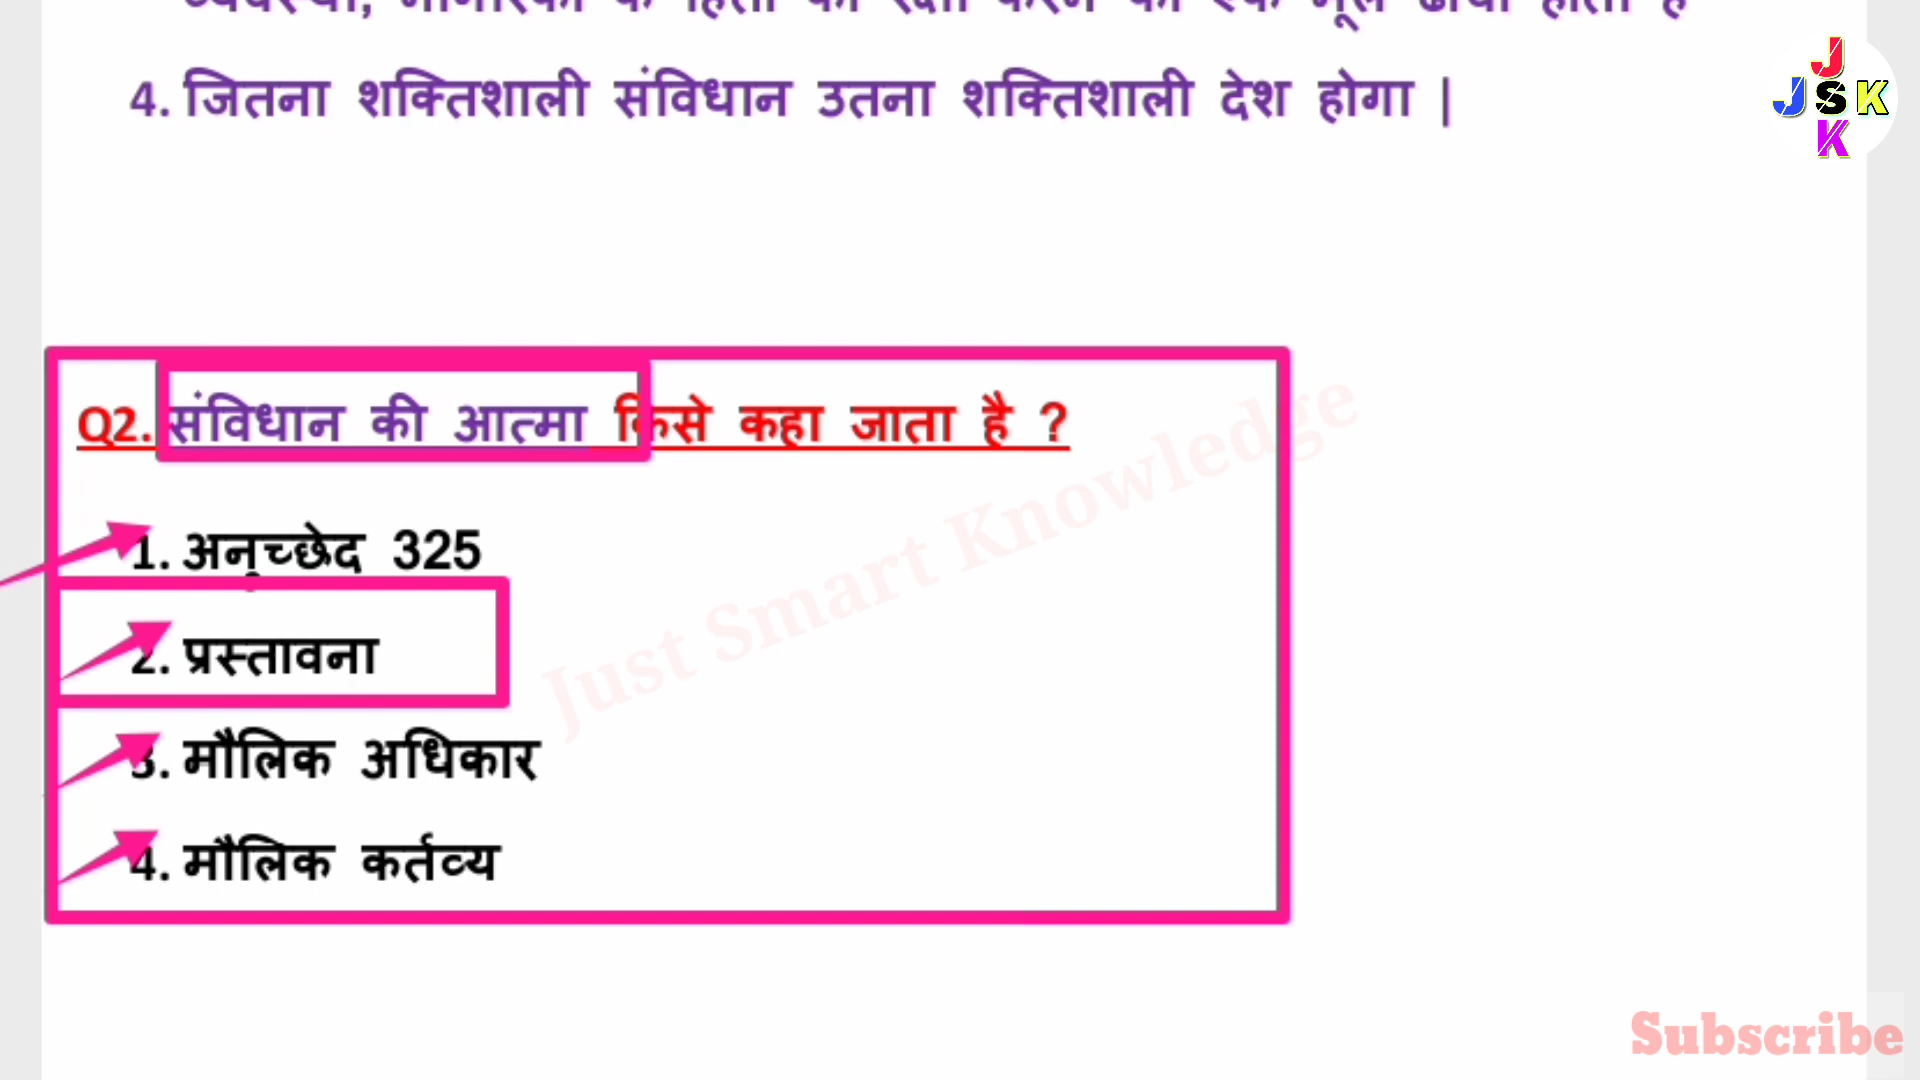 4. जितना शक्तिशाली संविधान उतना शक्तिशाली देश होगा |
J
J S K
K
Q2. संविधान की आत्मा किसे कहा जाता है ?
1. अनुच्छेद 325
2. प्रस्तावना
3. मौलिक अधिकार
4. मौलिक कर्तव्य
Just Smart Knowledge
Subscribe